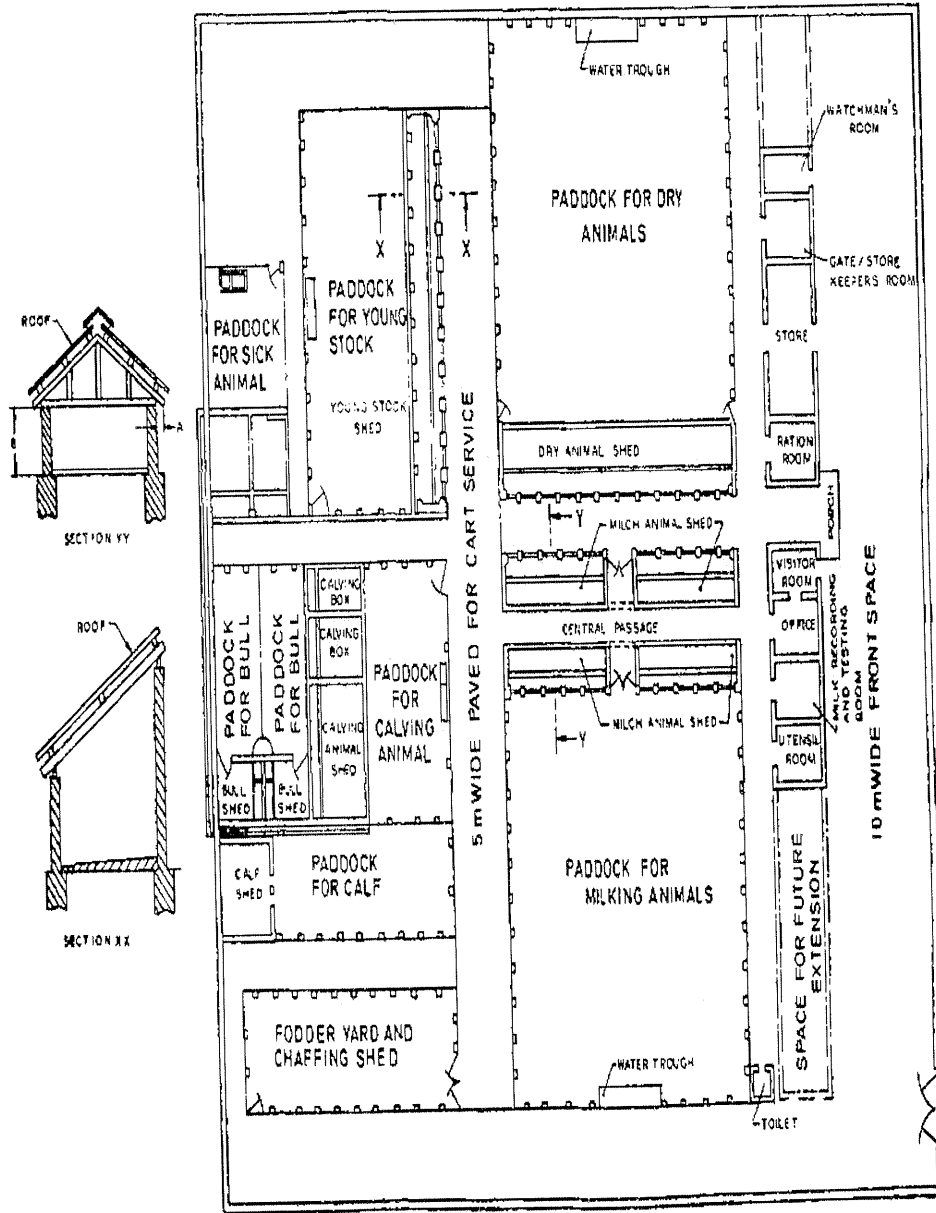 WATER TROUGH
WATCHMAN'S
ROOM
PADDOCK FOR DRY
ANIMALS
X
X
GATE/STORE
KEEPERS ROOM
ROOF
PADDOCK
FOR SICK
ANIMAL
PADDOCK
FOR YOUNG
STOCK
STORE
YOUNG STOCK
SHED
A
B
SECTION YY
DRY ANIMAL SHED
RATION
ROOM
5m WIDE PAVED FOR CART SERVICE
Y
MILCH ANIMAL SHED
PORCH
VISITOR
ROOM
CALVING
BOX
CENTRAL PASSAGE
OFFICE
ROOF
PADDOCK
FOR BULL
PADDOCK
FOR BULL
CALVING
BOX
PADDOCK
FOR
CALVING
ANIMAL
MILCH ANIMAL SHED
Y
MILK RECORDING
AND TESTING
ROOM
10m WIDE FRONT SPACE
CALVING
ANIMAL
SHED
UTENSIL
ROOM
BULL
SHED
BULL
SHED
CALF
SHED
PADDOCK
FOR CALF
PADDOCK FOR
MILKING ANIMALS
SECTION XX
SPACE FOR FUTURE
EXTENSION
FODDER YARD AND
CHAFFING SHED
WATER TROUGH
TOILET